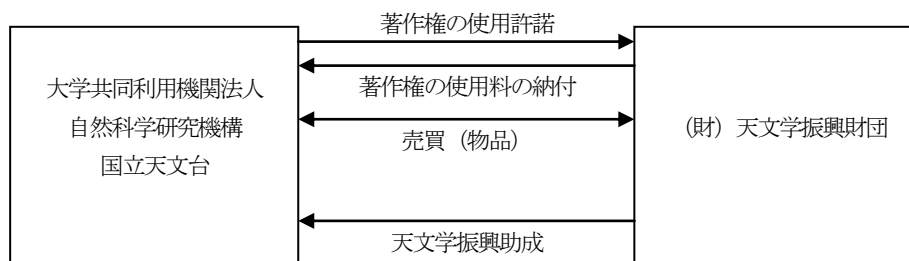 著作権の使用許諾
大学共同利用機関法人
自然科学研究機構
国立天文台
著作権の使用料の納付
売買（物品）
（財）天文学振興財団
天文学振興助成